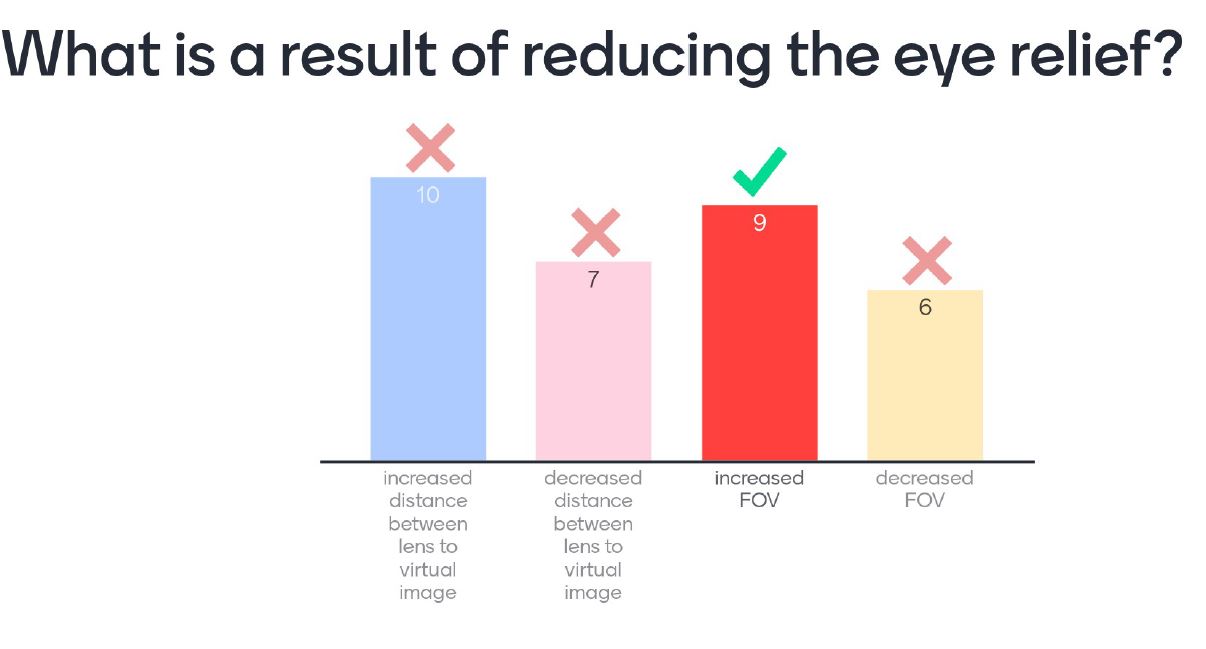 What is a result of reducing the eye relief?
10
7
9
6
increased
distance
between
lens to
virtual
image
decreased
distance
between
lens to
virtual
image
increased
FOV
decreased
FOV